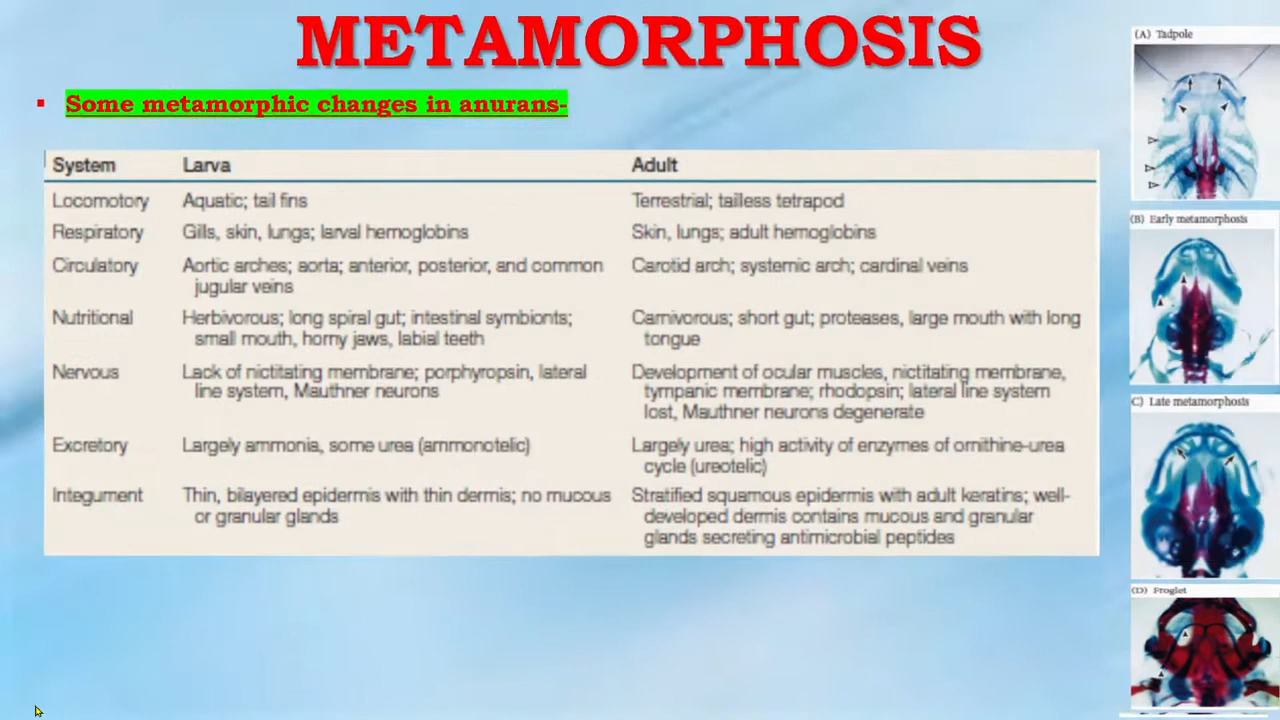 METAMORPHOSIS
Some metamorphic changes in anurans-
System Larva Adult
Locomotory Aquatic; tail fins Terrestrial; tailless tetrapod
Respiratory Gills, skin, lungs; larval hemoglobins Skin, lungs; adult hemoglobins
Circulatory Aortic arches; aorta; anterior, posterior, and common Carotid arch; systemic arch; cardinal veins
jugular veins
Nutritional Herbivorous; long spiral gut; intestinal symbionts; Carnivorous; short gut; proteases, large mouth with long
small mouth, horny jaws, labial teeth tongue
Nervous Lack of nictitating membrane; porphyropsin, lateral Development of ocular muscles, nictitating membrane,
line system, Mauthner neurons tympanic membrane; rhodopsin; lateral line system
lost, Mauthner neurons degenerate
Excretory Largely ammonia, some urea (ammonotelic) Largely urea; high activity of enzymes of ornithine-urea
cycle (ureotelic)
Integument Thin, bilayered epidermis with thin dermis; no mucous Stratified squamous epidermis with adult keratins; well-
or granular glands developed dermis contains mucous and granular
glands secreting antimicrobial peptides
(A) Tadpole
(B) Early metamorphosis
C) Late metamorphosis
(D) Froglet